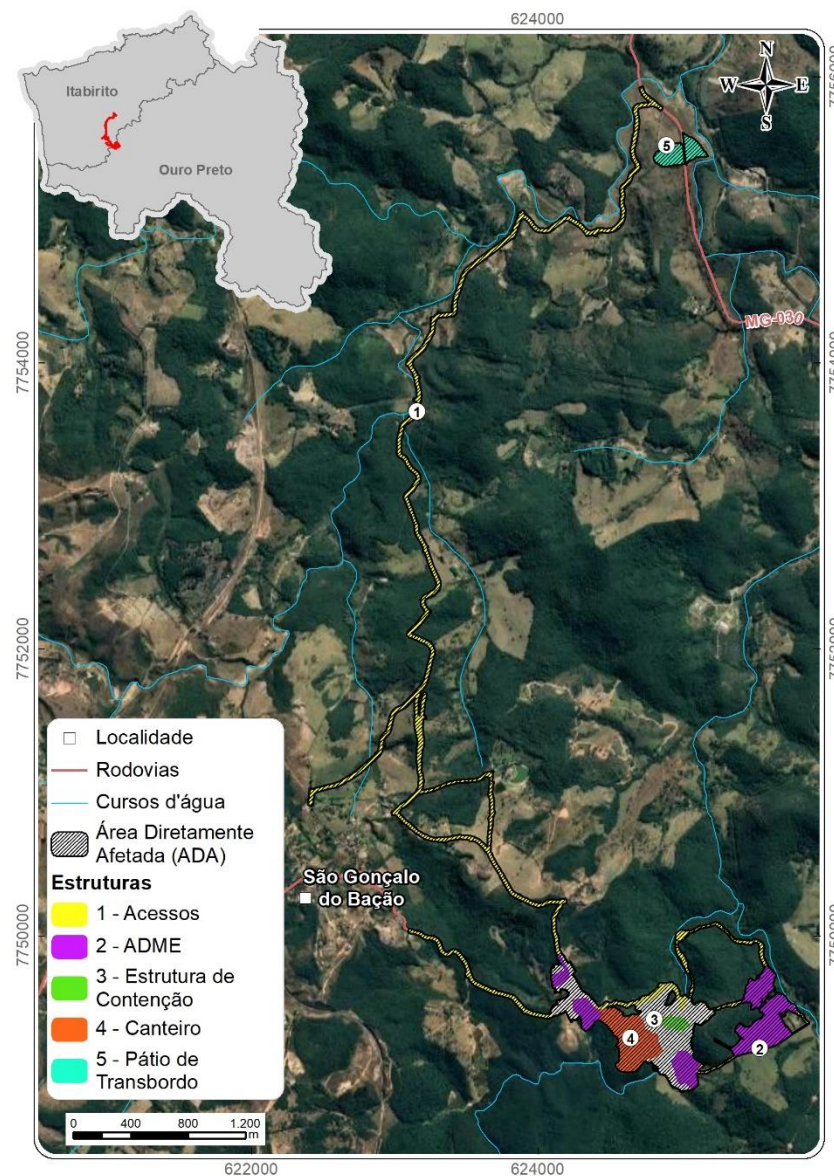 624000
N
W E
S
Itabirito
Ouro Preto
7756000
5
MG-030
7754000
7754000
1
7752000
7752000
Localidade
Rodovias
Cursos d'água
Área Diretamente
Afetada (ADA)
Estruturas
1 - Acessos
2 - ADME
3 - Estrutura de
Contenção
4 - Canteiro
5 - Pátio de
Transbordo
São Gonçalo
do Bação
7750000
7750000
3
4
2
0 400 800 1.200
m
622000
624000